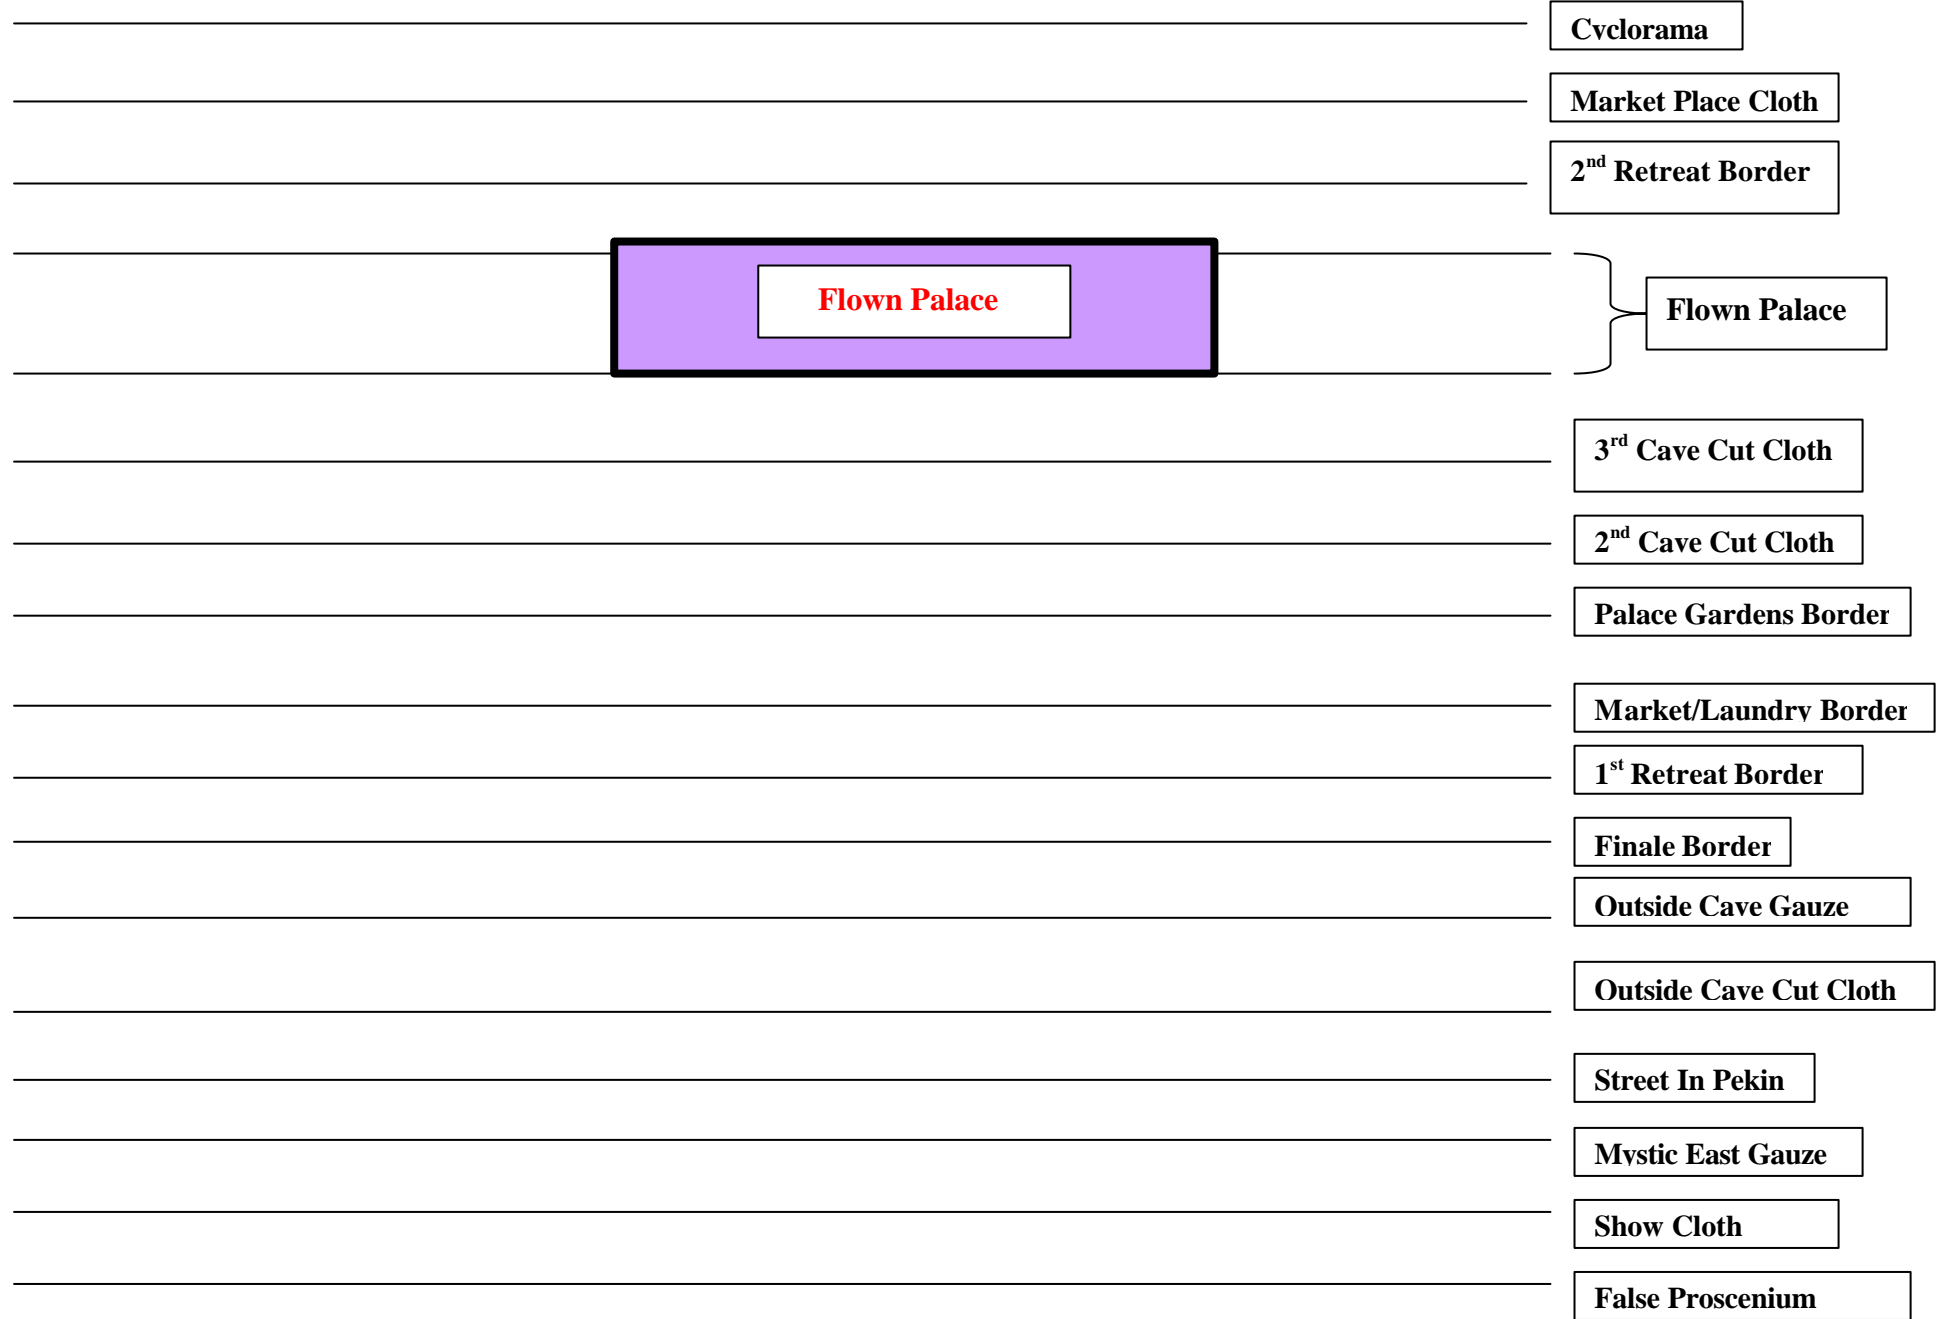 Cyclorama
Market Place Cloth
2nd Retreat Border
Flown Palace
Flown Palace
3rd Cave Cut Cloth
2nd Cave Cut Cloth
Palace Gardens Border
Market/Laundry Border
1st Retreat Border
Finale Border
Outside Cave Gauze
Outside Cave Cut Cloth
Street In Pekin
Mystic East Gauze
Show Cloth
False Proscenium